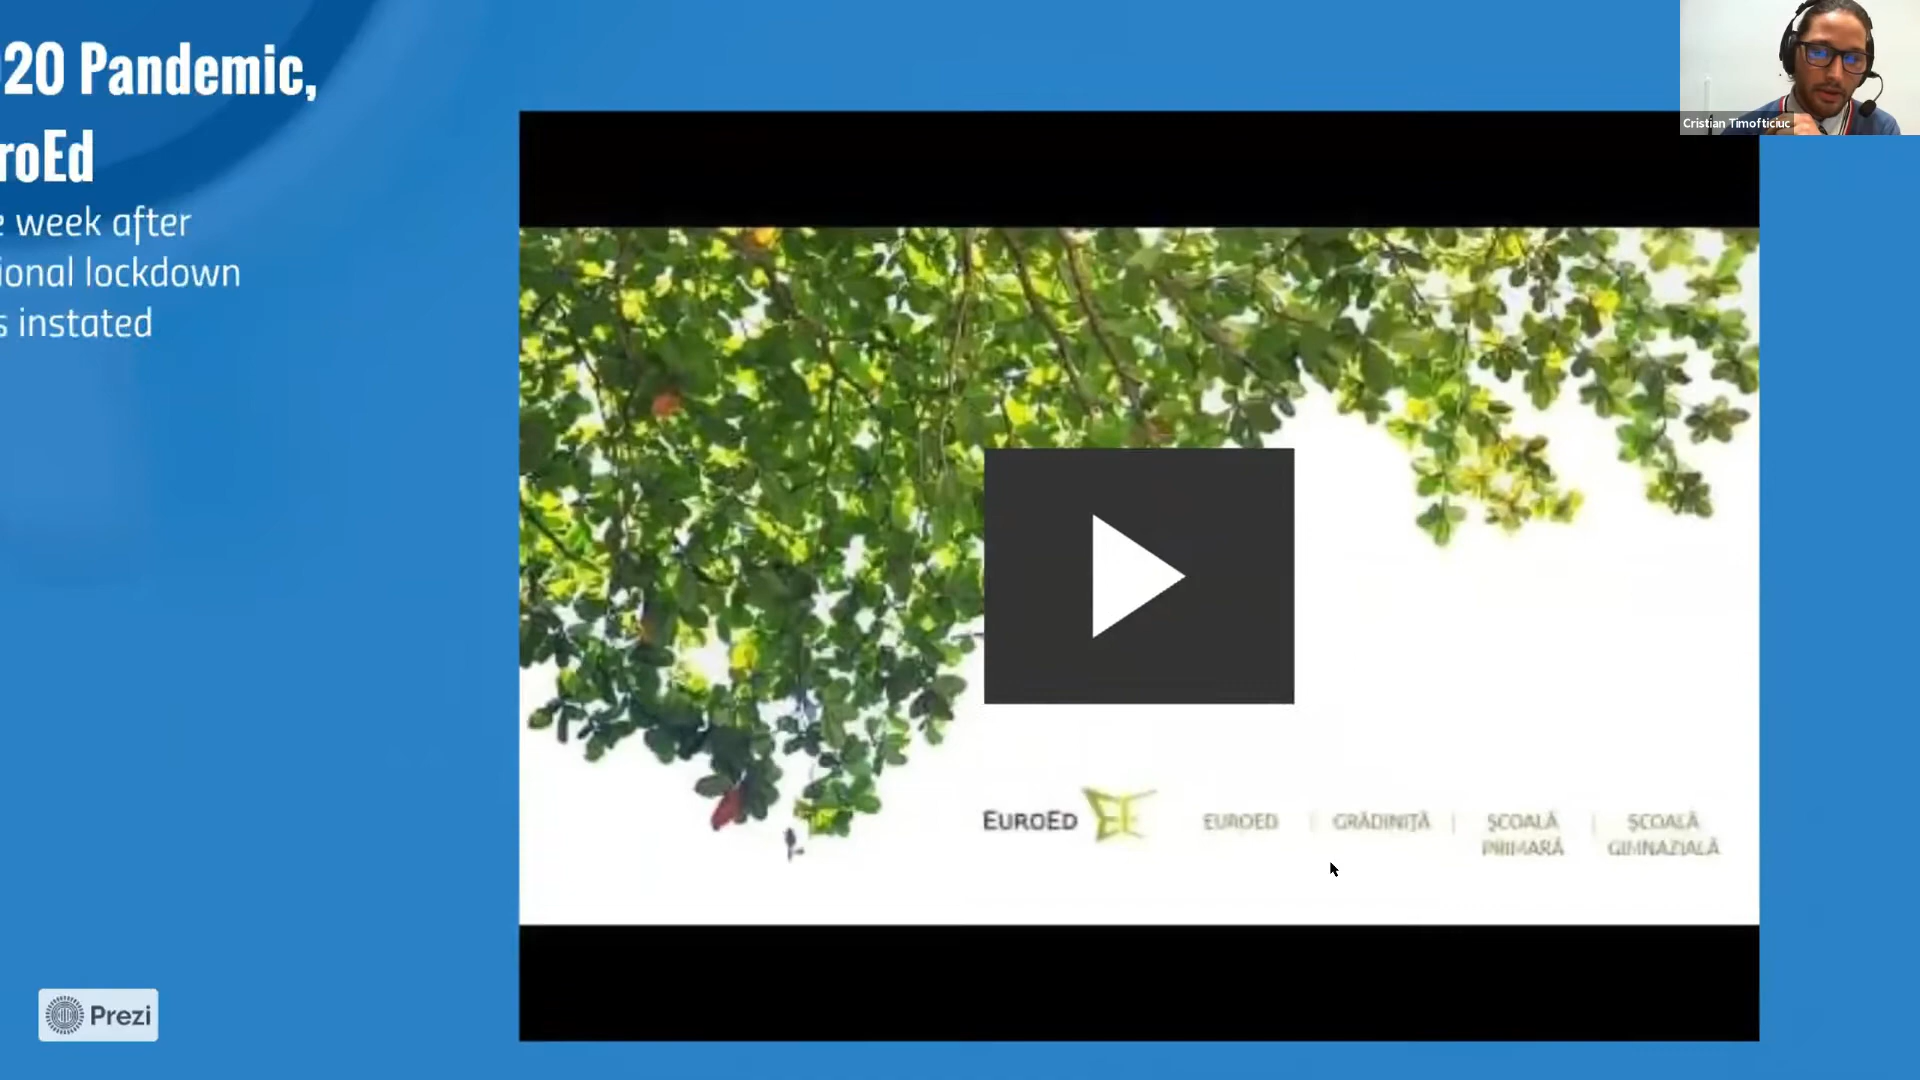 20 Pandemic,
roEd
week after
ional lockdown
s instated
Cristian Timofticiuc
EUROED
EUROED
GRĂDINIȚĂ
ȘCOALĂ
PRIMARĂ
ȘCOALĂ
GIMNAZIALĂ
Prezi